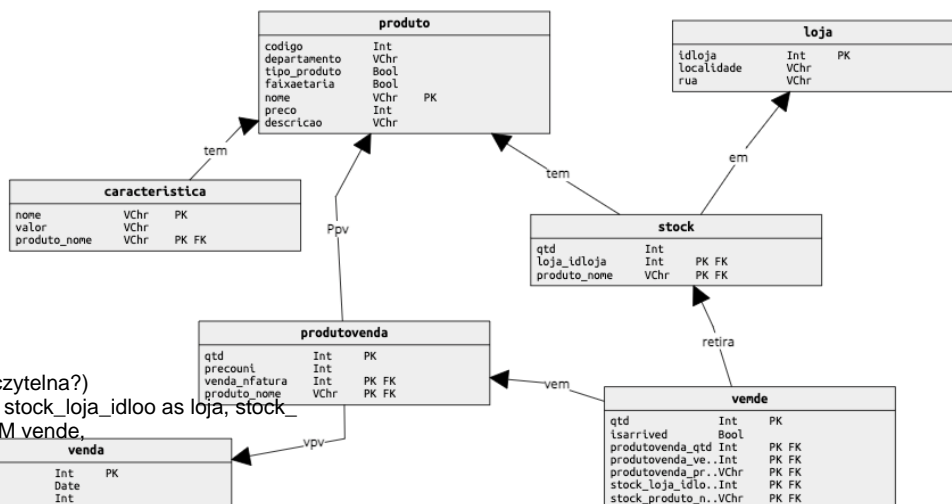 produto
codigo Int
departamento VChr
tipo_produto Bool
faixaetaria Bool
nome VChr PK
preco Int
descricao VChr
loja
idloja Int PK
localidade VChr
rua VChr
tem
em
tem
caracteristica
nome VChr PK
valor VChr
produto_nome VChr PK FK
Ppv
stock
qtd Int
loja_idloja Int PK FK
produto_nome VChr PK FK
retira
produtovenda
qtd Int PK
precouni Int
venda_nfatura Int PK FK
produto_nome VChr PK FK
vem
czytelna?)
stock_loja_idloo as loja, stock_
M vende,
vpv
vemde
qtd Int PK
isarrived Bool
produtovenda_qtd Int PK FK
produtovenda_ve..Int PK FK
produtovenda_pr..VChr PK FK
stock_loja_idlo..Int PK FK
stock_produto_n..VChr PK FK
venda
Int PK
Date
Int